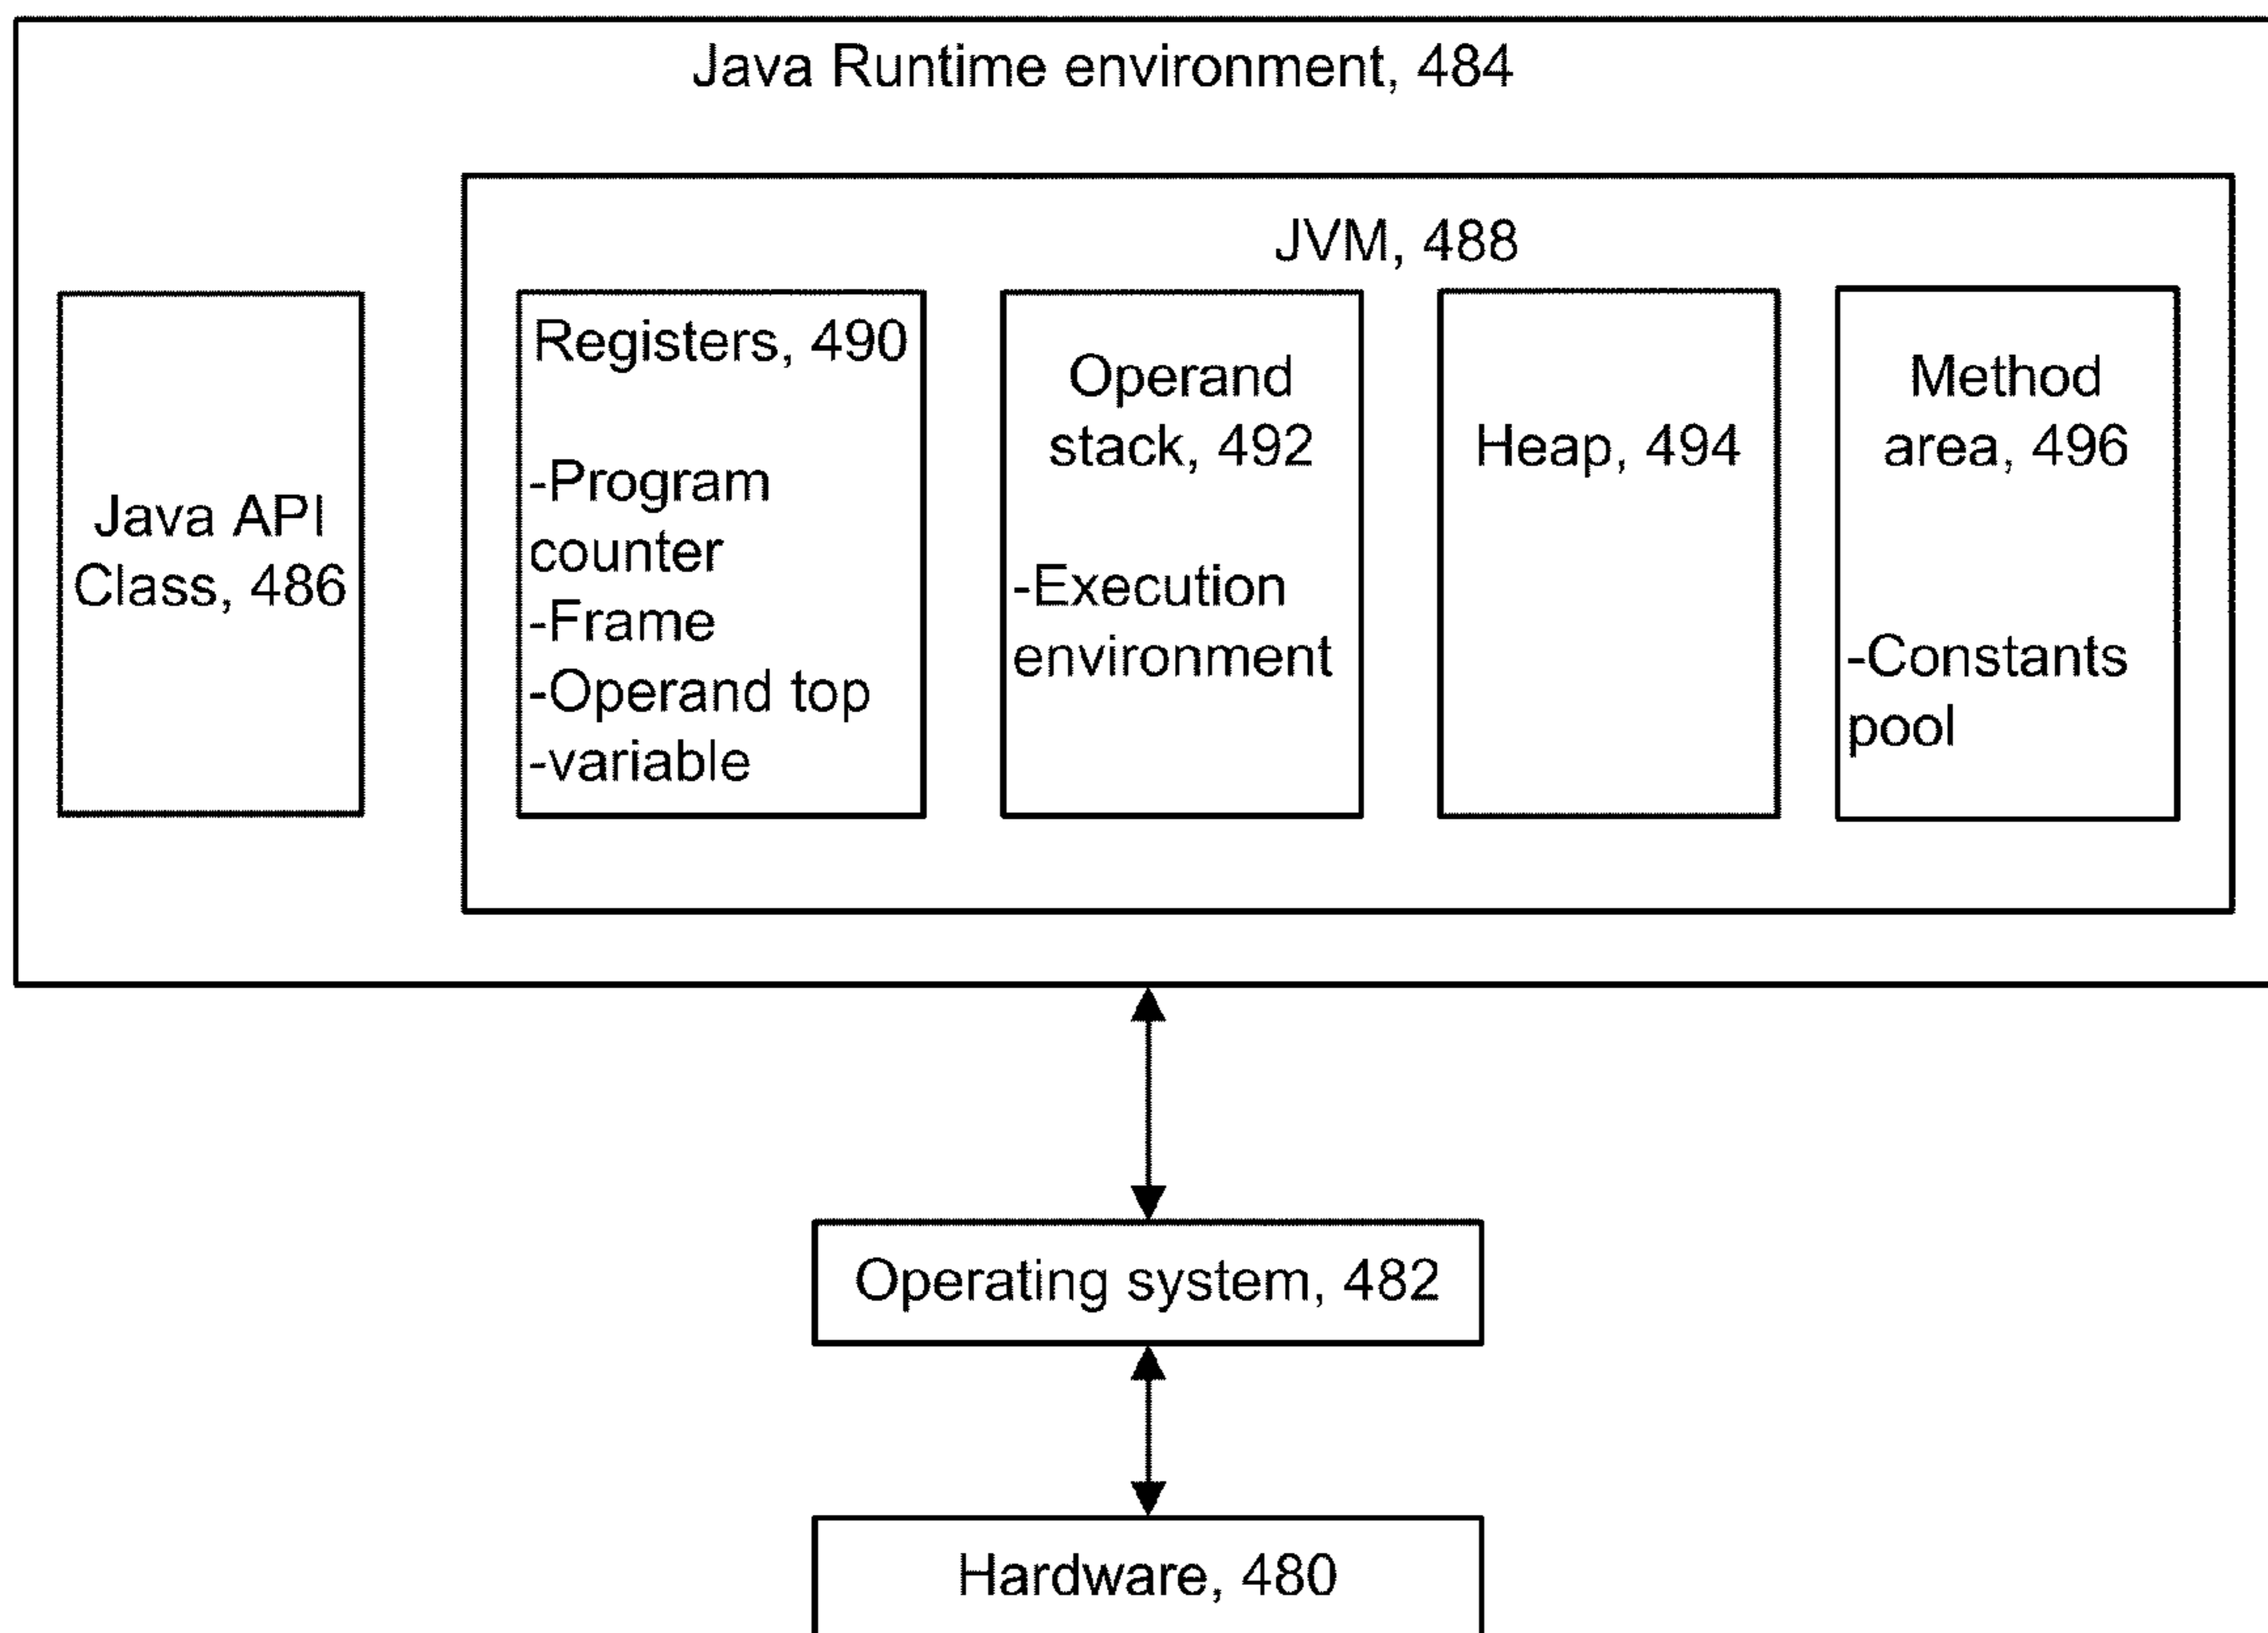 Java Runtime environment, 484
JVM, 488
Java API
Class, 486
Registers, 490
-Program
counter
-Frame
-Operand top
-variable
Operand
stack, 492
-Execution
environment
Heap, 494
Method
area, 496
-Constants
pool
Operating system, 482
Hardware, 480